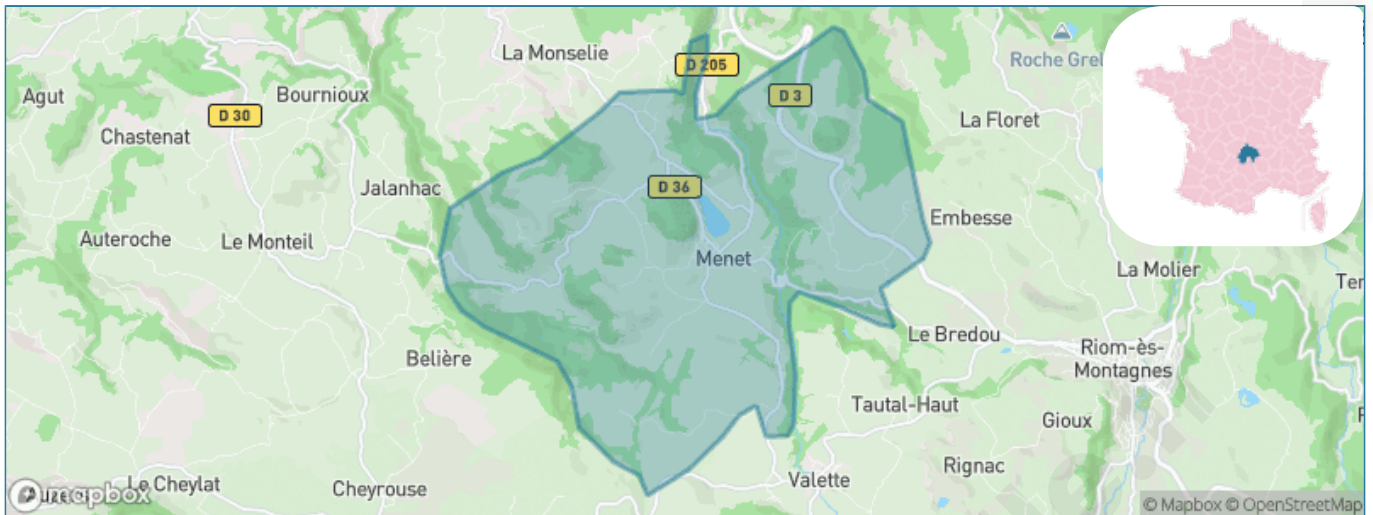 La Monselie
D 205
Roche Grel
Agut
Bournioux
D 3
D 30
La Floret
Chastenat
Jalanhac
D 36
Embesse
Auteroche
Le Monteil
Menet
La Molier
Ter
Le Bredou
Belière
Riom-ès-
Montagnes
Tautal-Haut
Gioux
Rignac
Valette
Le Cheylat
Cheyrouse
mapbox
© Mapbox © OpenStreetMap